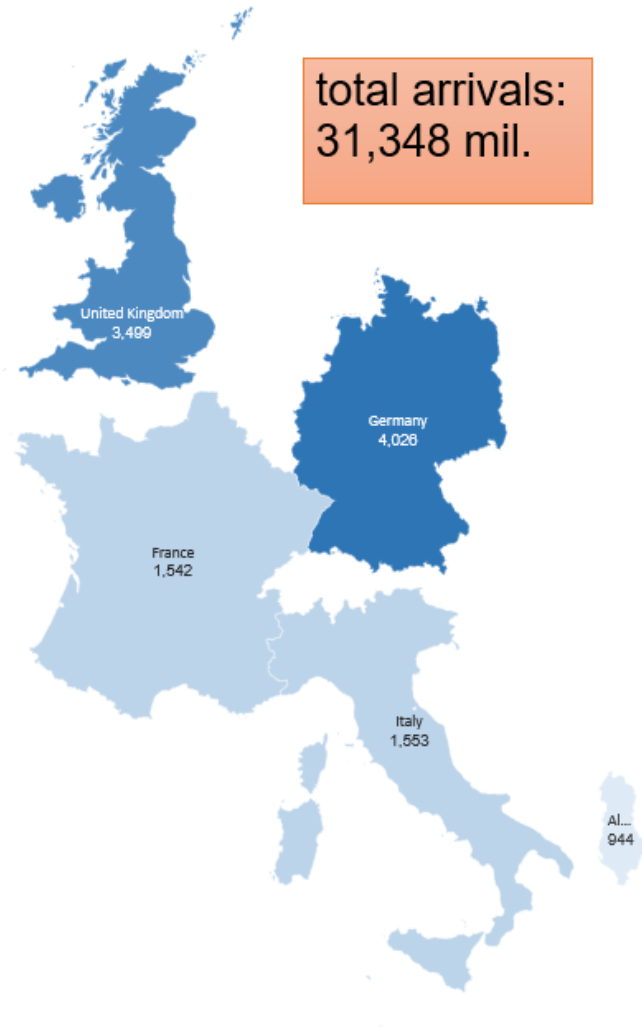 total arrivals:
31,348 mil.
United Kingdom
3,499
Germany
4,026
France
1,542
Italy
1,553
Al...
944